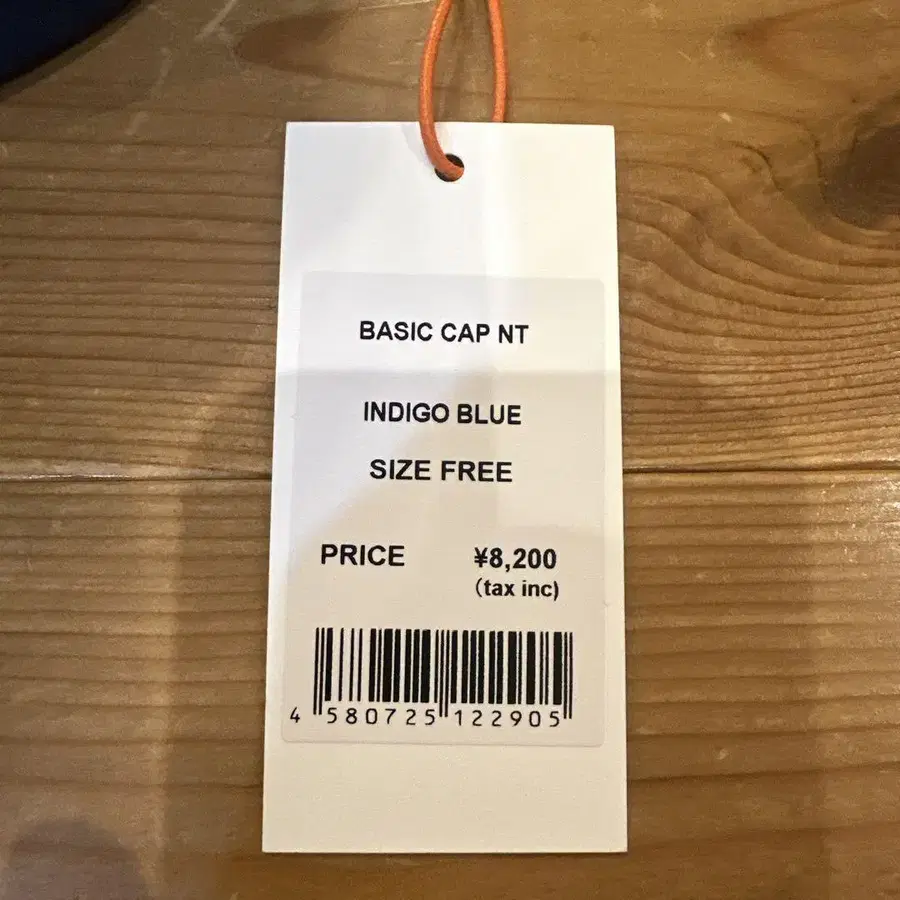 BASIC CAP NT
INDIGO BLUE
SIZE FREE
PRICE ¥8,200
(tax inc)
4 580725 122905